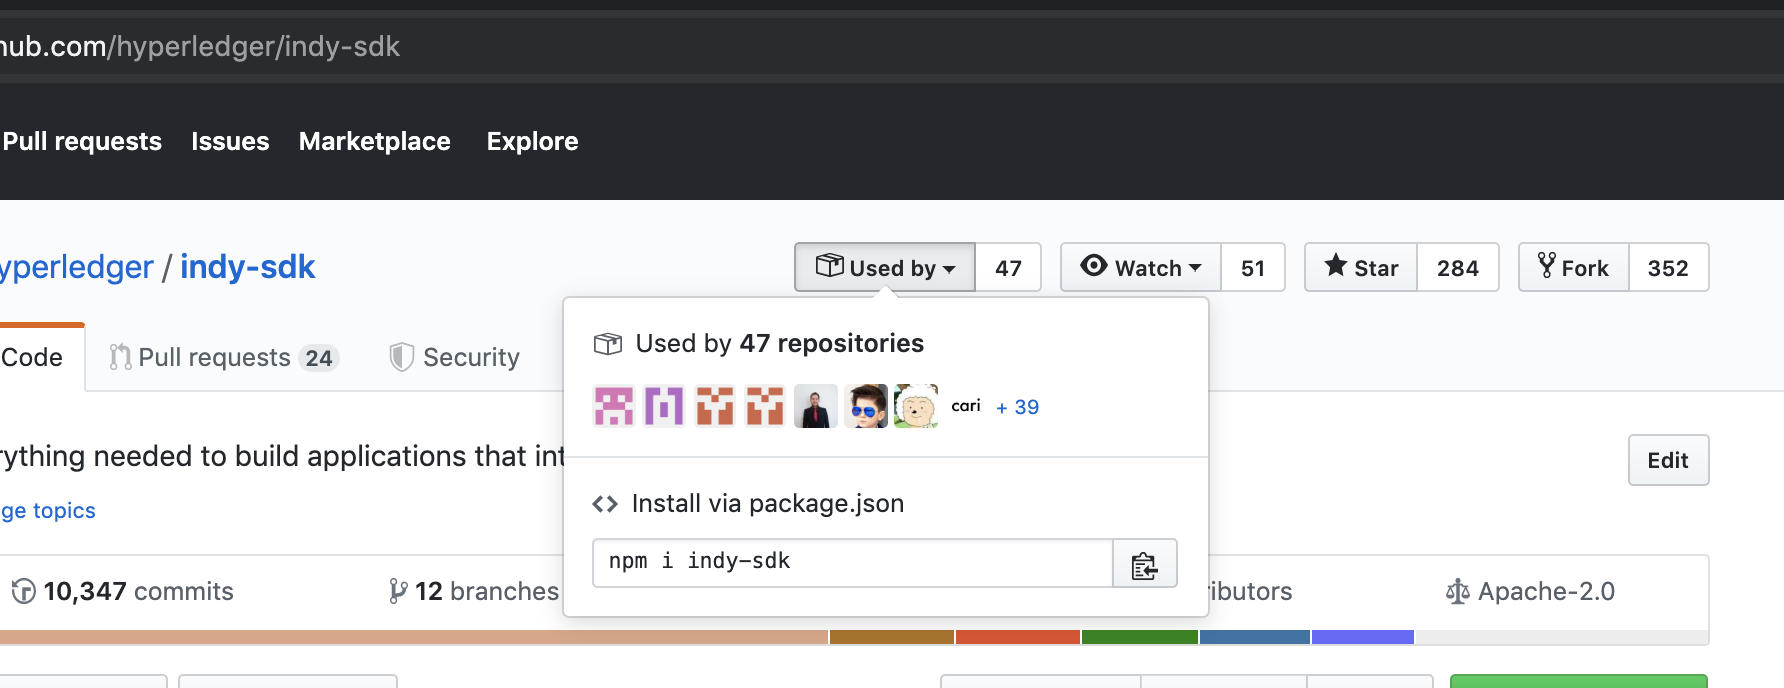 hub.com/hyperledger/indy-sdk
Pull requests Issues Marketplace Explore
yperledger / indy-sdk
Used by 47 Watch 51 Star 284 Fork 352
Code Pull requests 24 Security
Used by 47 repositories
cari + 39
rything needed to build applications that int
Edit
ge topics
Install via package.json
npm i indy-sdk
10,347 commits 12 branches ributors Apache-2.0